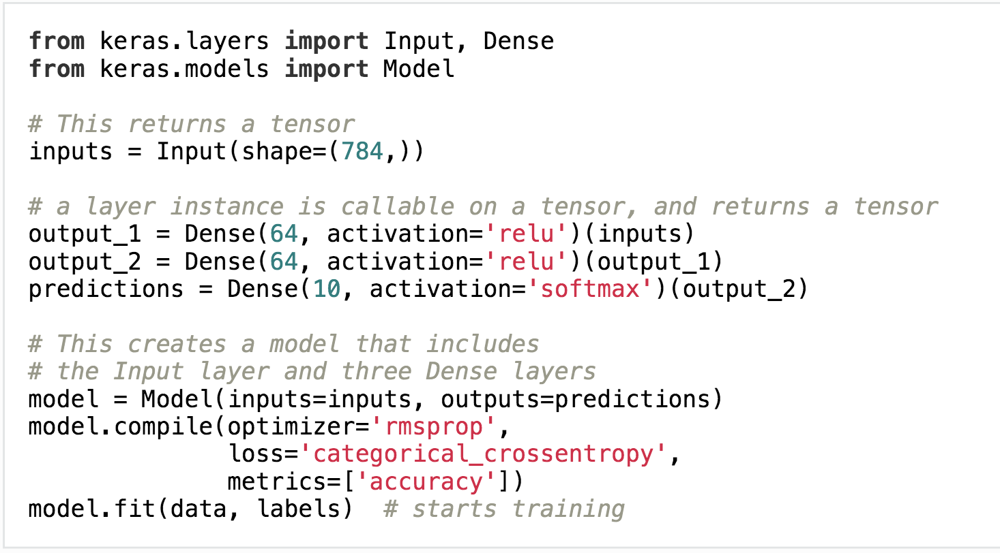 from keras.layers import Input, Dense
from keras.models import Model

# This returns a tensor
inputs = Input(shape=(784,))

# a layer instance is callable on a tensor, and returns a tensor
output_1 = Dense(64, activation='relu')(inputs)
output_2 = Dense(64, activation='relu')(output_1)
predictions = Dense(10, activation='softmax')(output_2)

# This creates a model that includes
# the Input layer and three Dense layers
model = Model(inputs=inputs, outputs=predictions)
model.compile(optimizer='rmsprop',
              loss='categorical_crossentropy',
              metrics=['accuracy'])
model.fit(data, labels)  # starts training